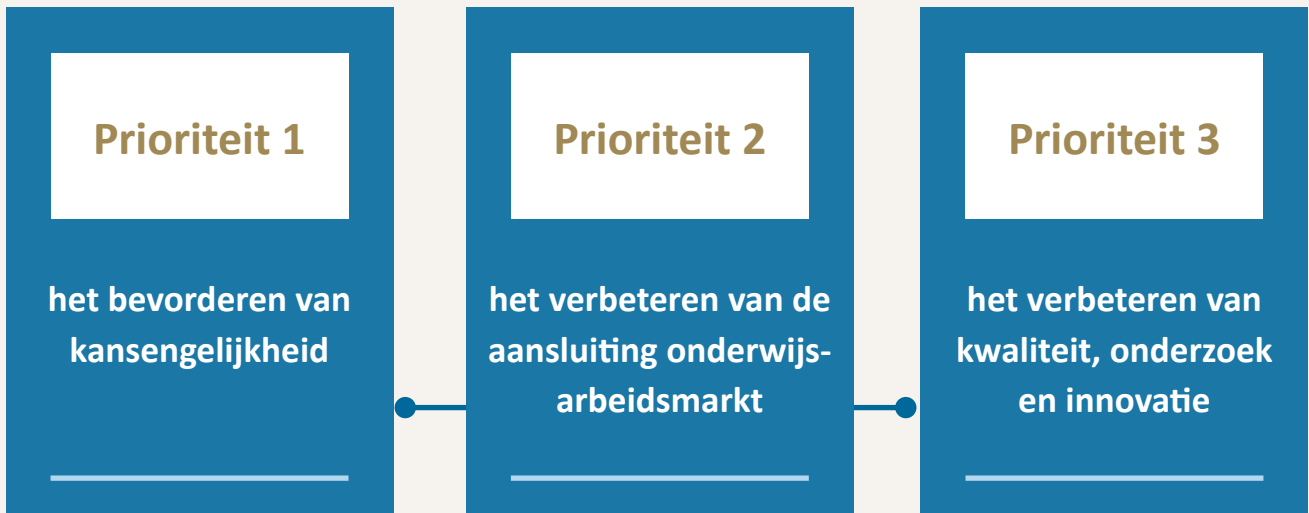 Prioriteit 1
het bevorderen van
kansengelijkheid
Prioriteit 2
het verbeteren van de
aansluiting onderwijs-
arbeidsmarkt
Prioriteit 3
het verbeteren van
kwaliteit, onderzoek
en innovatie